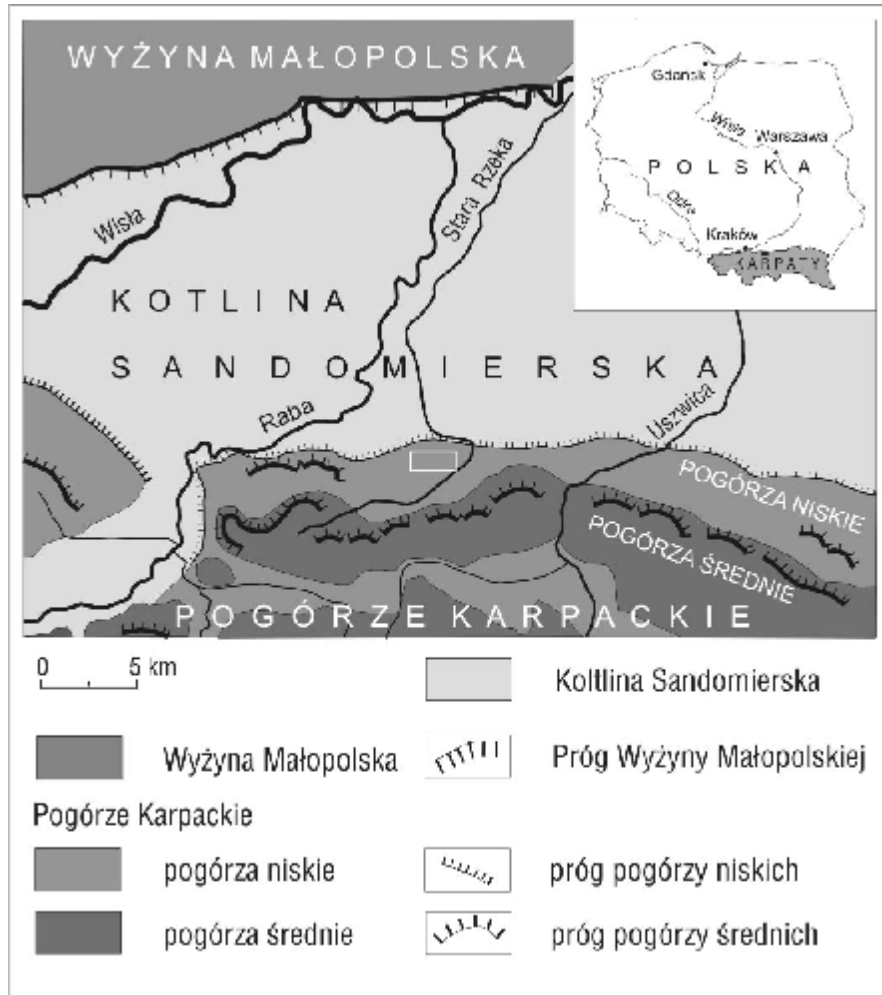 WYŻYNA MAŁOPOLSKA
Gdańsk
Wisła
Warszawa
POLSKA
Odra
Kraków
KARPATY
Wisła
Stara Rzeka
KOTLINA
SANDOMIERSKA
Raba
Uszwica
POGÓRZA NISKIE
POGÓRZA ŚREDNIE
POGÓRZE KARPACKIE
0 5 km
Koltlina Sandomierska
Wyżyna Małopolska
Próg Wyżyny Małopolskiej
Pogórze Karpackie
pogórza niskie
próg pogórzy niskich
pogórza średnie
próg pogórzy średnich